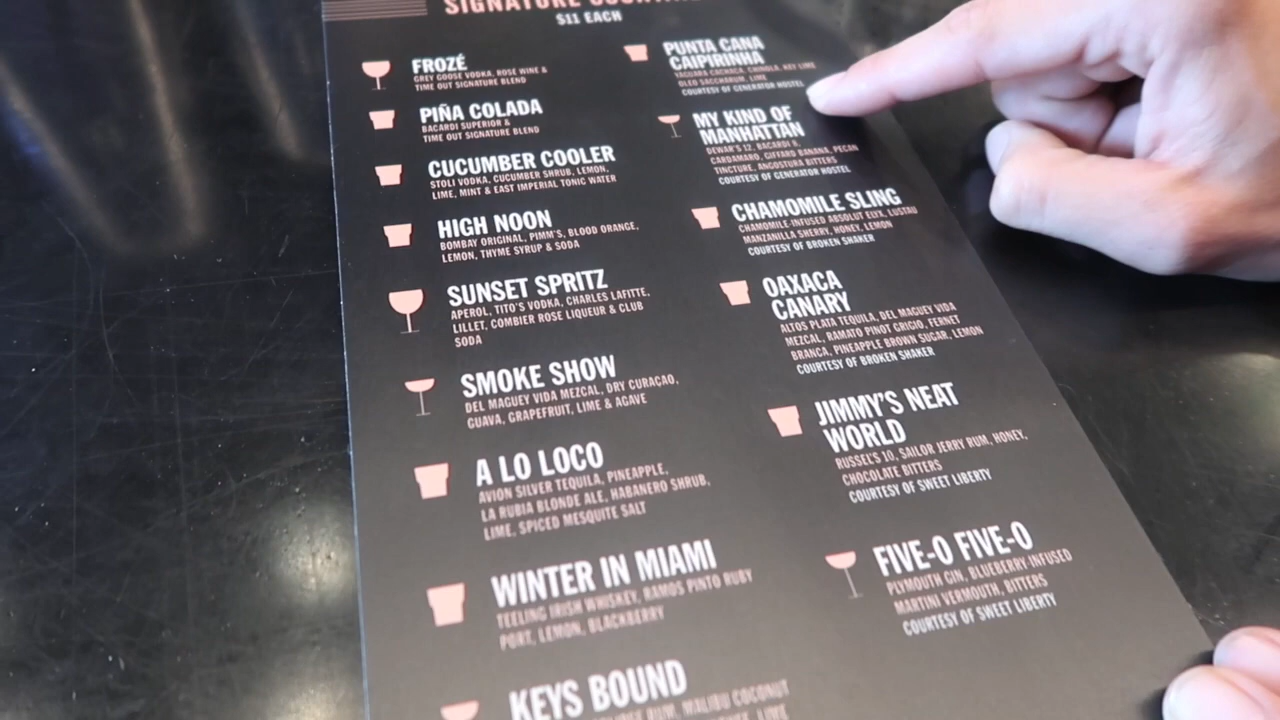 SIGNATURE
$11 EACH
FROZÉ
GREY GOOSE VODKA, ROSÉ WINE &
TIME OUT SIGNATURE BLEND
PIÑA COLADA
BACARDI SUPERIOR &
TIME OUT SIGNATURE BLEND
CUCUMBER COOLER
STOLI VODKA, CUCUMBER SHRUB, LEMON,
LIME, MINT & EAST IMPERIAL TONIC WATER
HIGH NOON
BOMBAY ORIGINAL, PIMM'S, BLOOD ORANGE,
LEMON, THYME SYRUP & SODA
SUNSET SPRITZ
APEROL, TITO'S VODKA, CHARLES LAFITTE,
LILLET, COMBIER ROSE LIQUEUR & CLUB
SODA
SMOKE SHOW
DEL MAGUEY VIDA MEZCAL, DRY CURAÇAO,
GUAVA, GRAPEFRUIT, LIME & AGAVE
A LO LOCO
AVION SILVER TEQUILA, PINEAPPLE,
LA RUBIA BLONDE ALE, HABANERO SHRUB,
LIME, SPICED MESQUITE SALT
WINTER IN MIAMI
TEELING IRISH WHISKEY, RAMOS PINTO RUBY
PORT, LEMON, BLACKBERRY
KEYS BOUND
RUM, MALIBU COCONUT
LIME
PUNTA CANA
CAIPIRINHA
YAGUARA CACHACA, CHINOLA, KEY LIME
OLEO SACCHARUM, LIME
COURTESY OF GENERATOR HOSTEL
MY KIND OF
MANHATTAN
DEWAR'S 12, BACARDI 8,
CARDAMARO, GIFFARD BANANA, PECAN
TINCTURE, ANGOSTURA BITTERS
COURTESY OF GENERATOR HOSTEL
CHAMOMILE SLING
CHAMOMILE-INFUSED ABSOLUT ELYX, LUSTAU
MANZANILLA SHERRY, HONEY, LEMON
COURTESY OF BROKEN SHAKER
OAXACA
CANARY
ALTOS PLATA TEQUILA, DEL MAGUEY VIDA
MEZCAL, RAMATO PINOT GRIGIO, FERNET
BRANCA, PINEAPPLE BROWN SUGAR, LEMON
COURTESY OF BROKEN SHAKER
JIMMY'S NEAT
WORLD
RUSSEL'S 10, SAILOR JERRY RUM, HONEY,
CHOCOLATE BITTERS
COURTESY OF SWEET LIBERTY
FIVE-O FIVE-O
PLYMOUTH GIN, BLUEBERRY-INFUSED
MARTINI VERMOUTH, BITTERS
COURTESY OF SWEET LIBERTY